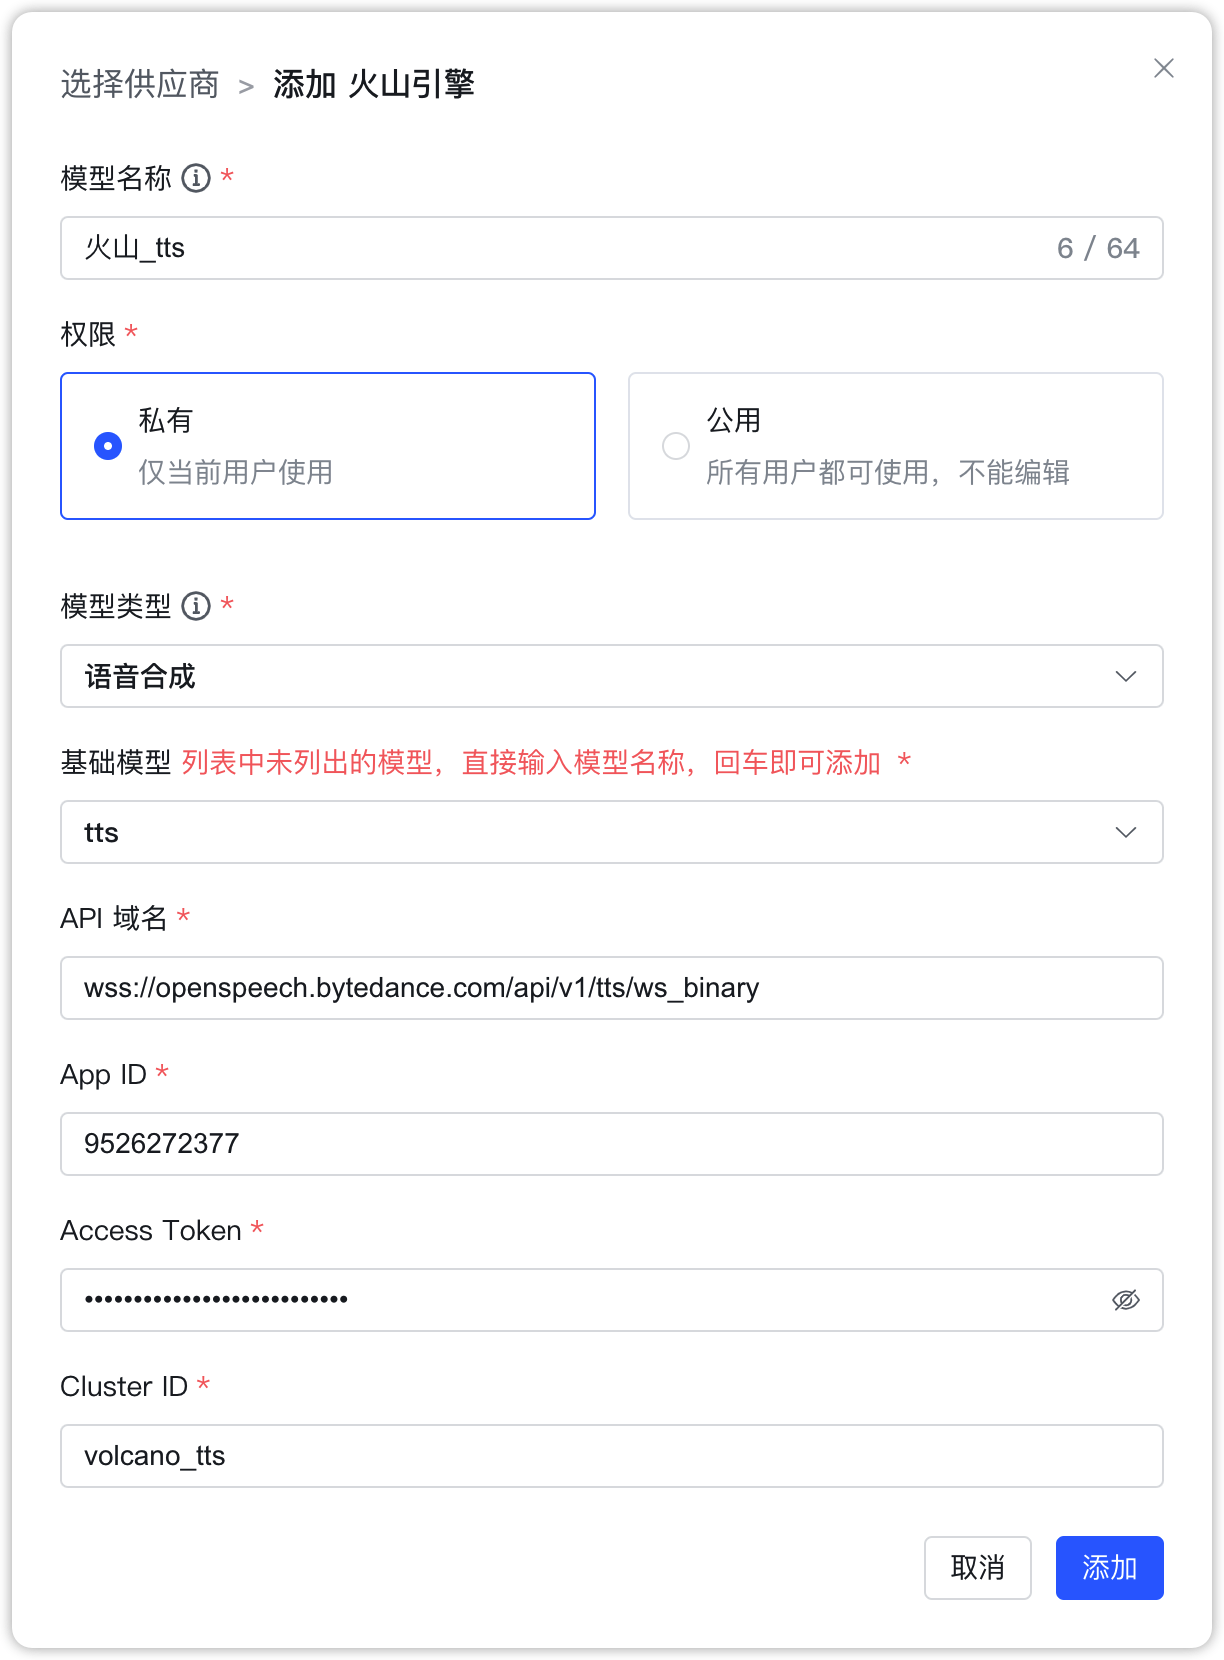 选择供应商 > 添加 火山引擎
模型名称 *
火山_tts 6 / 64
权限 *
私有
仅当前用户使用
公用
所有用户都可使用，不能编辑
模型类型 *
语音合成
基础模型 列表中未列出的模型，直接输入模型名称，回车即可添加 *
tts
API 域名 *
wss://openspeech.bytedance.com/api/v1/tts/ws_binary
App ID *
9526272377
Access Token *
•••••••••••••••••••••••••••
Cluster ID *
volcano_tts
取消 添加